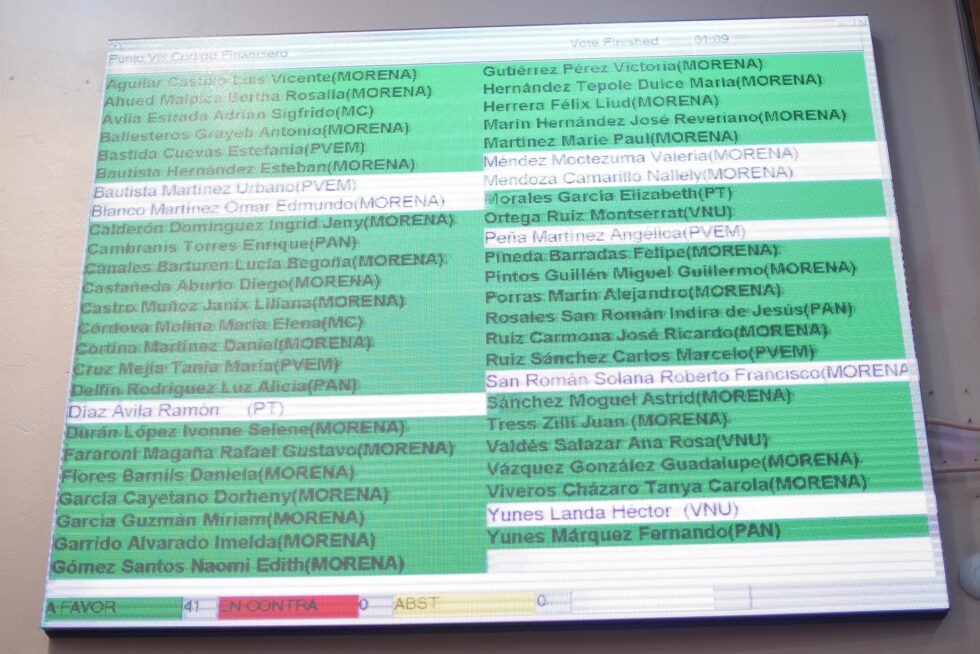 Punto VIII Código Financiero
Vote Finished 01:09
Aguilar Castillo Luis Vicente(MORENA)
Ahued Malpica Bertha Rosalía(MORENA)
Avila Estrada Adrian Sigfrido(MC)
Ballesteros Grayeb Antonio(MORENA)
Bastida Cuevas Estefanía(PVEM)
Bautista Hernández Esteban(MORENA)
Bautista Martínez Urbano(PVEM)
Blanco Martínez Omar Edmundo(MORENA)
Calderón Domínguez Ingrid Jeny(MORENA)
Cambranis Torres Enrique(PAN)
Canales Barturen Lucía Begoña(MORENA)
Castañeda Aburto Diego(MORENA)
Castro Muñoz Janix Liliana(MORENA)
Córdova Molina María Elena(MC)
Cortina Martínez Daniel(MORENA)
Cruz Mejía Tania María(PVEM)
Delfín Rodríguez Luz Alicia(PAN)
Díaz Ávila Ramón (PT)
Durán López Ivonne Selene(MORENA)
Fararoni Magaña Rafael Gustavo(MORENA)
Flores Barnils Daniela(MORENA)
García Cayetano Dorheny(MORENA)
García Guzmán Miriam(MORENA)
Garrido Alvarado Imelda(MORENA)
Gómez Santos Naomi Edith(MORENA)
Gutiérrez Pérez Victoria(MORENA)
Hernández Tepole Dulce María(MORENA)
Herrera Félix Liud(MORENA)
Marín Hernández José Reveriano(MORENA)
Martínez Marie Paul(MORENA)
Méndez Moctezuma Valeria(MORENA)
Mendoza Camarillo Nallely(MORENA)
Morales García Elizabeth(PT)
Ortega Ruiz Montserrat(VNU)
Peña Martínez Angélica(PVEM)
Pineda Barradas Felipe(MORENA)
Pintos Guillén Miguel Guillermo(MORENA)
Porras Marín Alejandro(MORENA)
Rosales San Román Indira de Jesús(PAN)
Ruiz Carmona José Ricardo(MORENA)
Ruiz Sánchez Carlos Marcelo(PVEM)
San Román Solana Roberto Francisco(MORENA
Sánchez Moguel Astrid(MORENA)
Tress Zilli Juan (MORENA)
Valdés Salazar Ana Rosa(VNU)
Vázquez González Guadalupe(MORENA)
Viveros Cházaro Tanya Carola(MORENA)
Yunes Landa Héctor (VNU)
Yunes Márquez Fernando(PAN)
A FAVOR 41 EN CONTRA 0 ABST 0